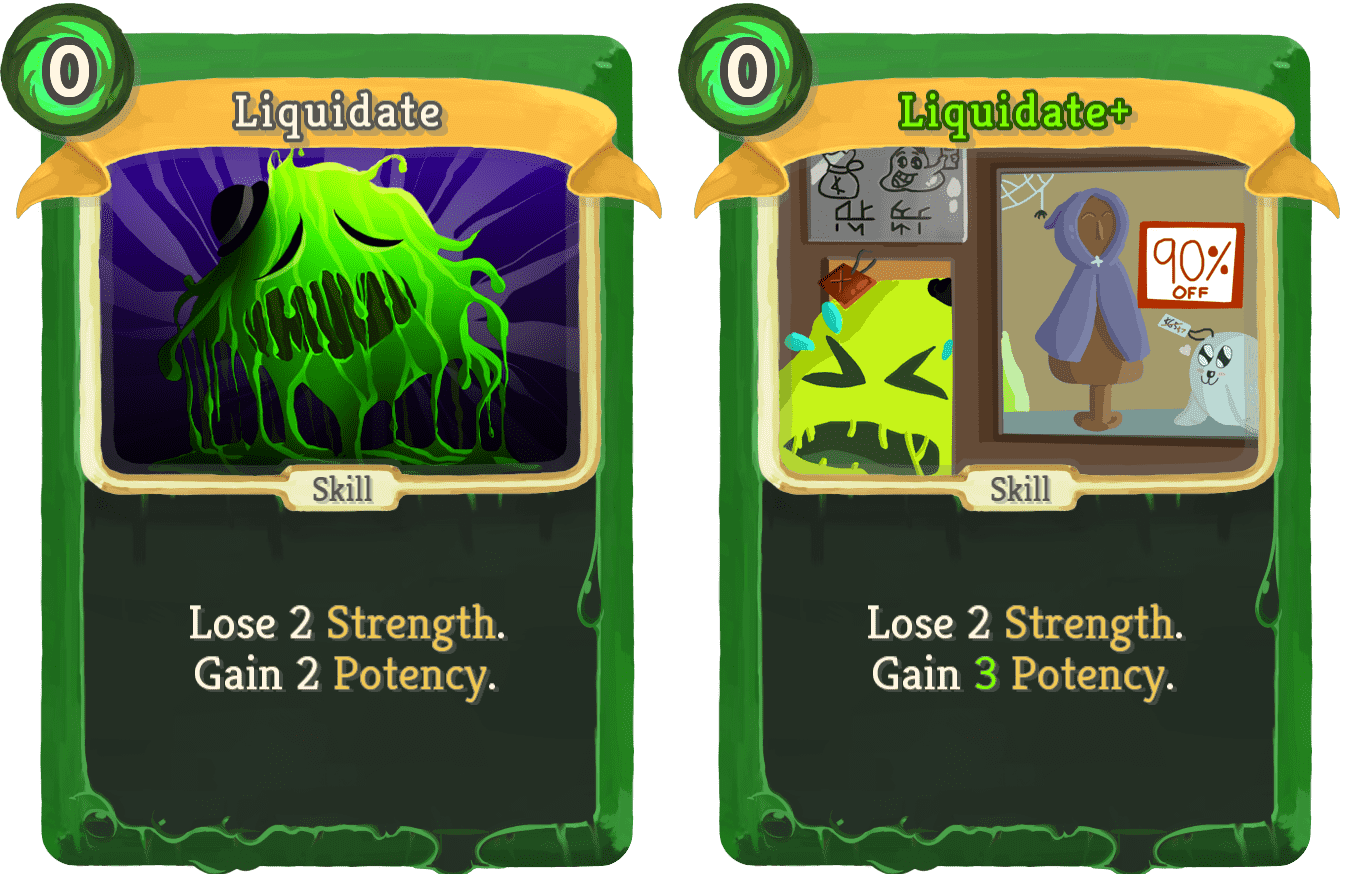 0
Liquidate
Skill
Lose 2 Strength.
Gain 2 Potency.
0
Liquidate+
90%
OFF
Skill
Lose 2 Strength.
Gain 3 Potency.